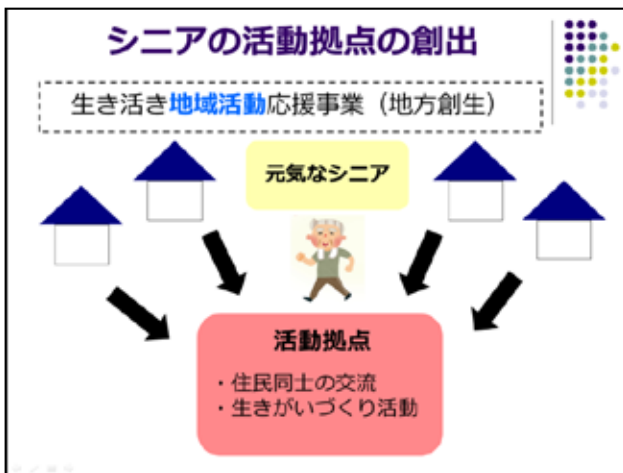 シニアの活動拠点の創出
生き活き地域活動応援事業（地方創生）
元気なシニア
活動拠点
・住民同士の交流
・生きがいづくり活動